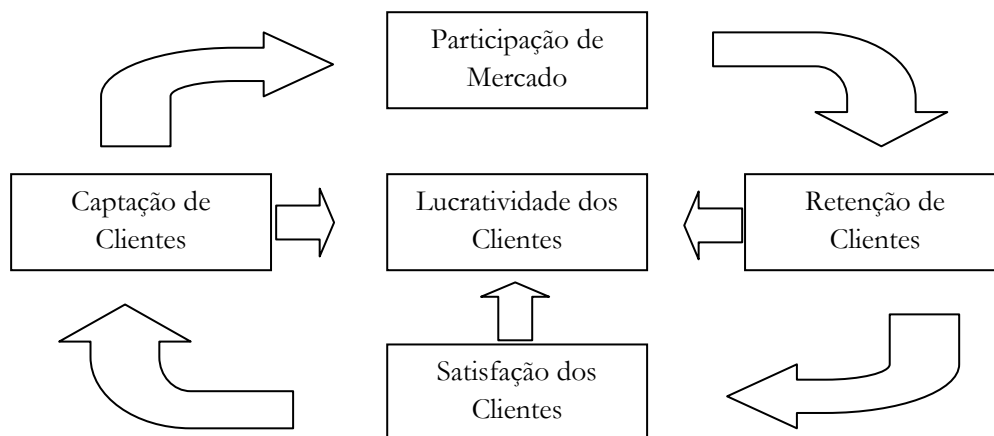 Participação de
Mercado
Captação de
Clientes
Lucratividade dos
Clientes
Retenção de
Clientes
Satisfação dos
Clientes